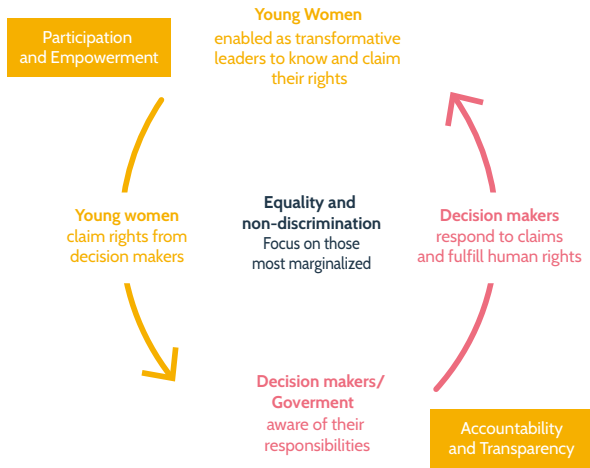 Participation
and Empowerment
Young Women
enabled as transformative
leaders to know and claim
their rights
Young women
claim rights from
decision makers
Equality and
non-discrimination
Focus on those
most marginalized
Decision makers
respond to claims
and fulfill human rights
Decision makers/
Goverment
aware of their
responsibilities
Accountability
and Transparency